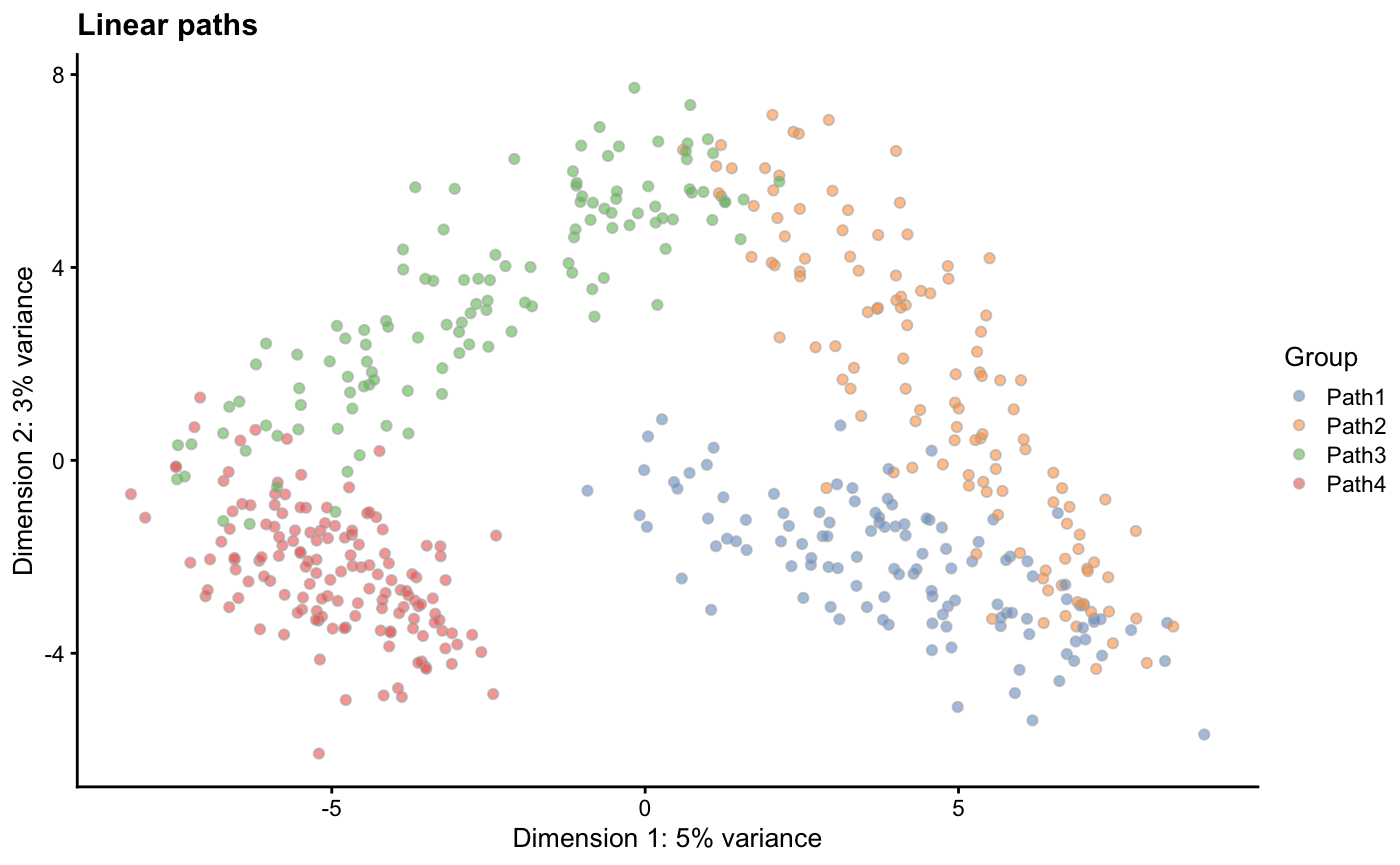 Linear paths
8
4
0
-4
Dimension 2: 3% variance
-5
0
5
Dimension 1: 5% variance
Group
Path1
Path2
Path3
Path4